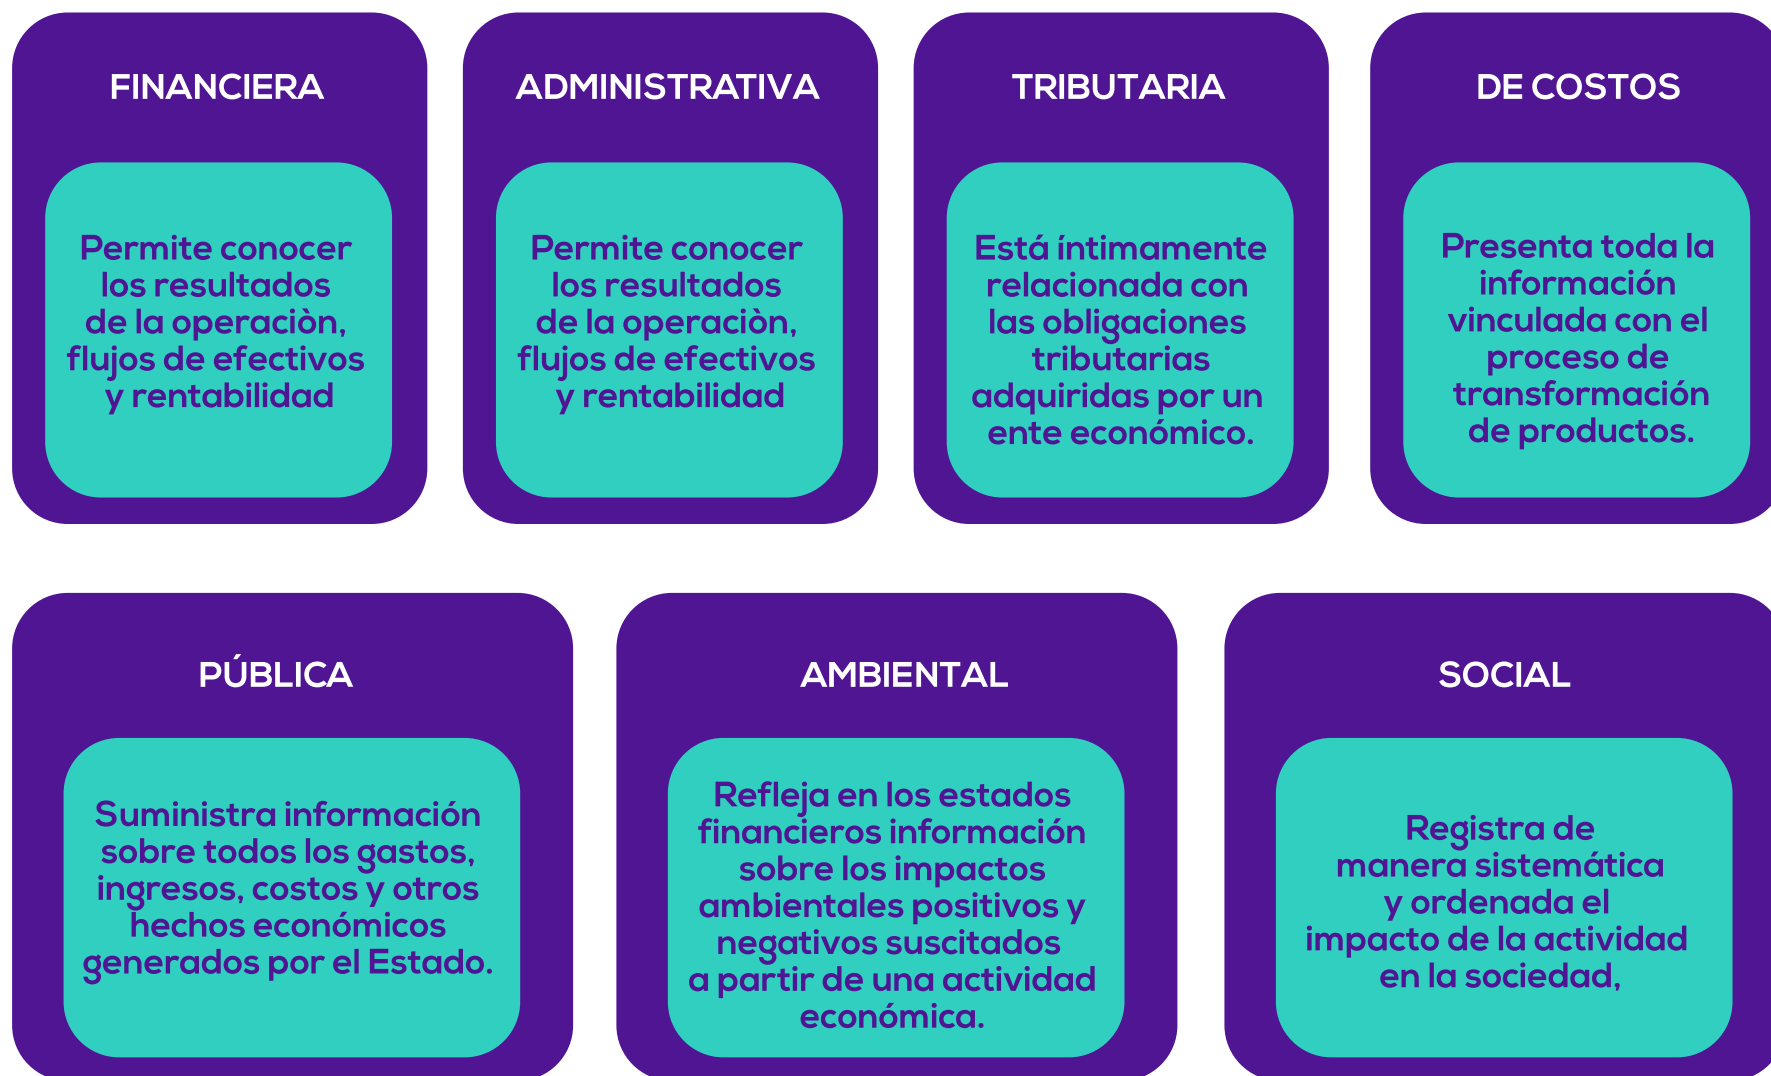 FINANCIERA
Permite conocer
los resultados
de la operaciòn,
flujos de efectivos
y rentabilidad
ADMINISTRATIVA
Permite conocer
los resultados
de la operaciòn,
flujos de efectivos
y rentabilidad
TRIBUTARIA
Está íntimamente
relacionada con
las obligaciones
tributarias
adquiridas por un
ente económico.
DE COSTOS
Presenta toda la
información
vinculada con el
proceso de
transformación
de productos.
PÚBLICA
Suministra información
sobre todos los gastos,
ingresos, costos y otros
hechos económicos
generados por el Estado.
AMBIENTAL
Refleja en los estados
financieros información
sobre los impactos
ambientales positivos y
negativos suscitados
a partir de una actividad
económica.
SOCIAL
Registra de
manera sistemática
y ordenada el
impacto de la actividad
en la sociedad,